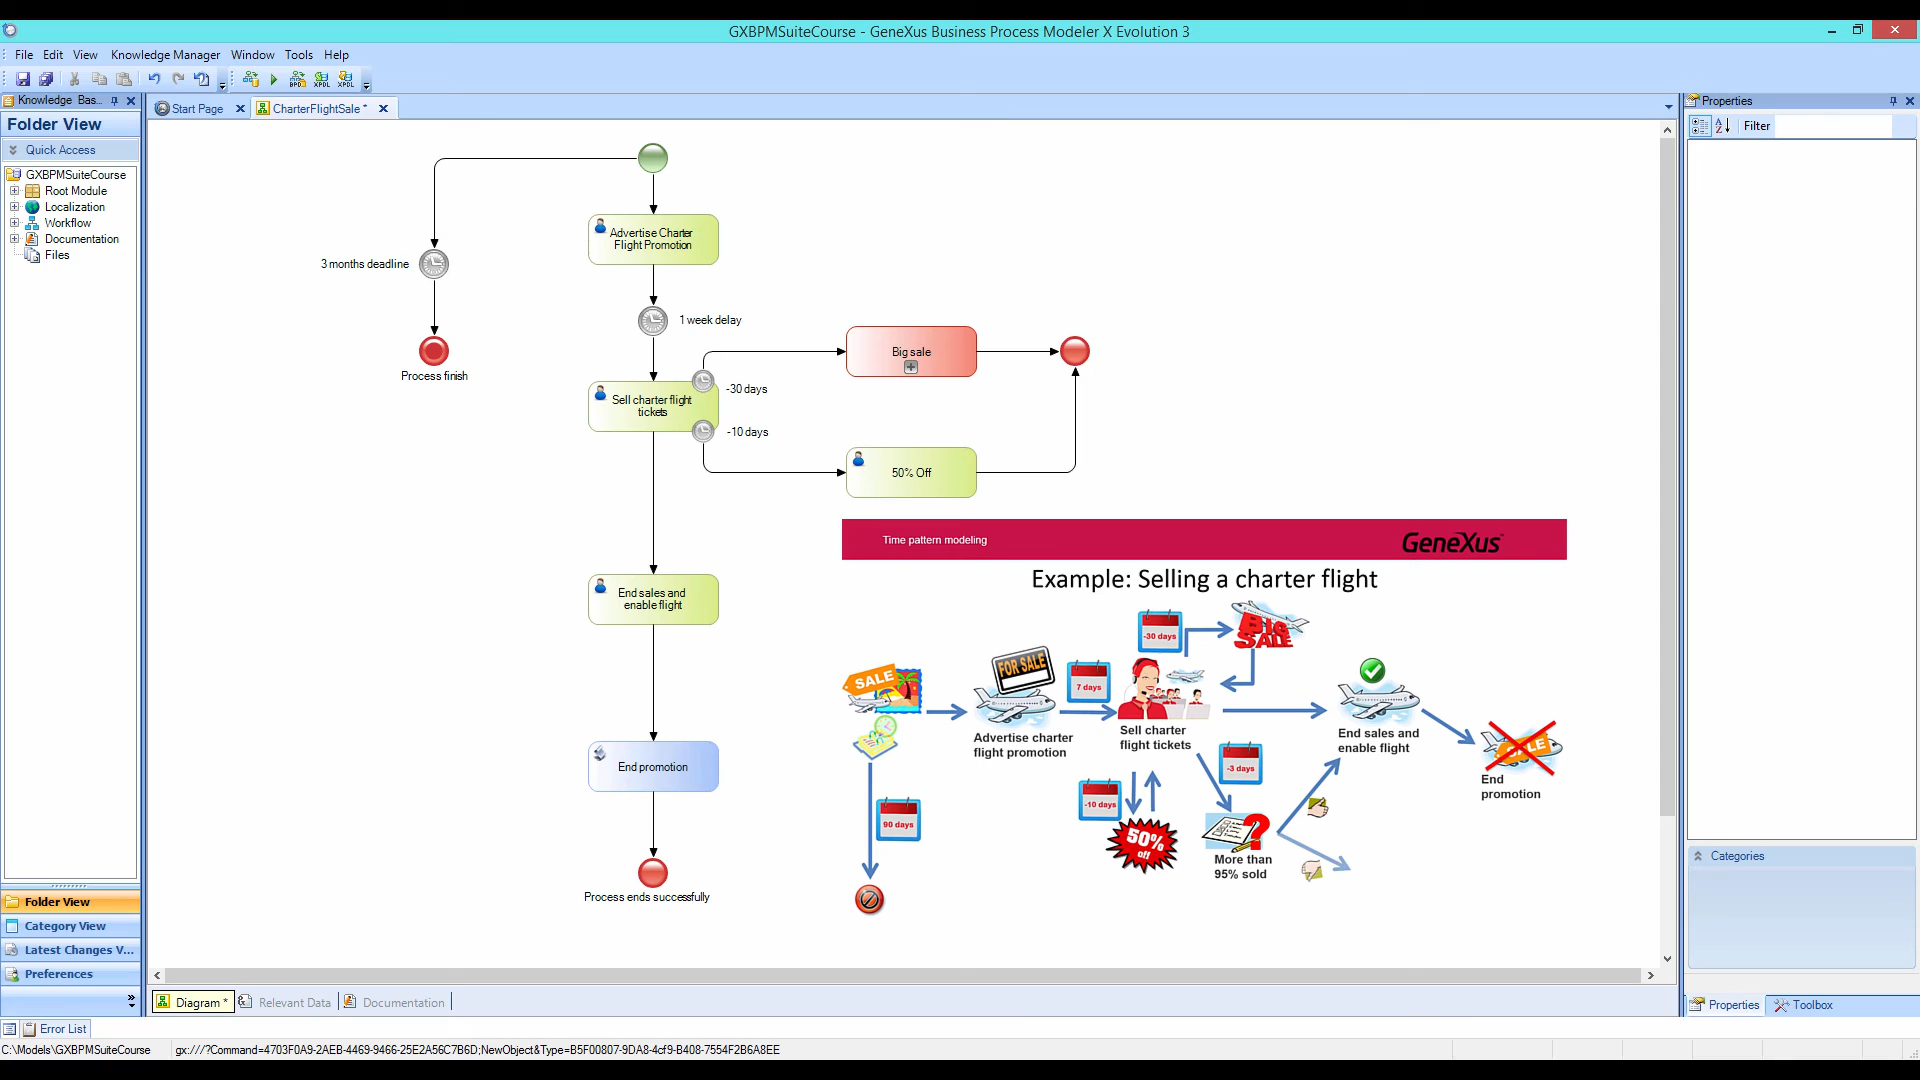 GXBPMSuiteCourse - GeneXus Business Process Modeler X Evolution 3
File Edit View Knowledge Manager Window Tools Help
BPD XPDL XPDL
Knowledge Bas...
Start Page
CharterFlightSale *
Properties
Folder View
Filter
Quick Access
GXBPMSuiteCourse
Root Module
Localization
Workflow
Documentation
Files
Advertise Charter
Flight Promotion
3 months deadline
1 week delay
Process finish
Big sale
-30 days
Sell charter flight
tickets
-10 days
50% Off
Time pattern modeling
GeneXus
Example: Selling a charter flight
End sales and
enable flight
-30 days
BIG
SALE
FOR SALE
SALE
7 days
Advertise charter
flight promotion
Sell charter
flight tickets
End sales and
enable flight
End promotion
-3 days
SALE
End
promotion
90 days
-10 days
50%
off
More than
95% sold
Process ends successfully
Categories
Folder View
Category View
Latest Changes V...
Preferences
Diagram *
Relevant Data
Documentation
Properties
Toolbox
Error List
C:\Models\GXBPMSuiteCourse
gx:///?Command=4703F0A9-2AEB-4469-9466-25E2A56C7B6D;NewObject&Type=B5F00807-9DA8-4cf9-B408-7554F2B6A8EE